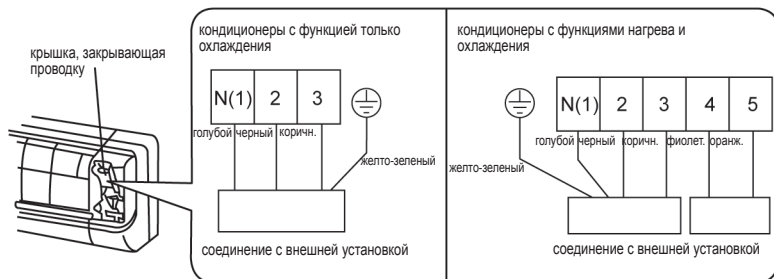 крышка, закрывающая
проводку
кондиционеры с функцией только
охлаждения
N(1) 2 3
голубой черный коричн.
желто-зеленый
соединение с внешней установкой
кондиционеры с функциями нагрева и
охлаждения
N(1) 2 3 4 5
голубой черный коричн. фиолет. оранж.
желто-зеленый
соединение с внешней установкой